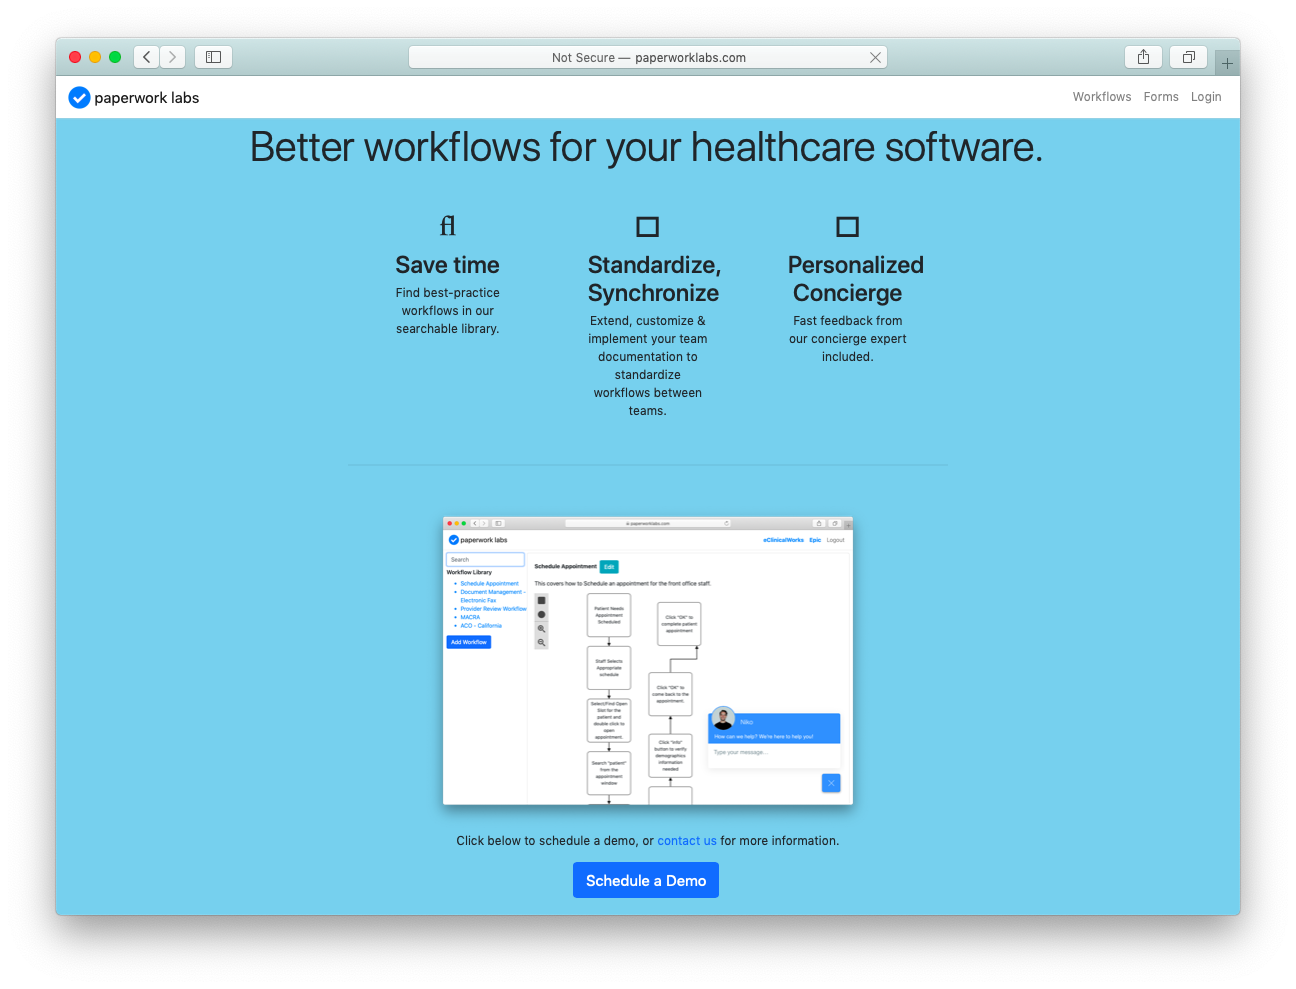 Not Secure — paperworklabs.com
paperwork labs
Workflows Forms Login
Better workflows for your healthcare software.
ﬂ
Save time
Find best-practice
workflows in our
searchable library.
Standardize,
Synchronize
Extend, customize &
implement your team
documentation to
standardize
workflows between
teams.
Personalized
Concierge
Fast feedback from
our concierge expert
included.
paperworklabs.com
paperwork labs
eClinicalWorks Epic Logout
Search
Workflow Library
Schedule Appointment
Document Management -
Electronic Fax
Provider Review Workflow
MACRA
ACO - California
Add Workflow
Schedule Appointment Edit
This covers how to Schedule an appointment for the front office staff.
Patient Needs
Appointment
Scheduled
Staff Selects
Appropriate
schedule
Select/Find Open
Slot for the
patient and
double click to
open
appointment.
Search "patient"
from the
appointment
window
Click "OK" to
complete patient
appointment
Click "OK" to
come back to the
appointment.
Click "Info"
button to verify
demographics
information
needed
Niko
How can we help? We're here to help you!
Type your message...
Click below to schedule a demo, or contact us for more information.
Schedule a Demo